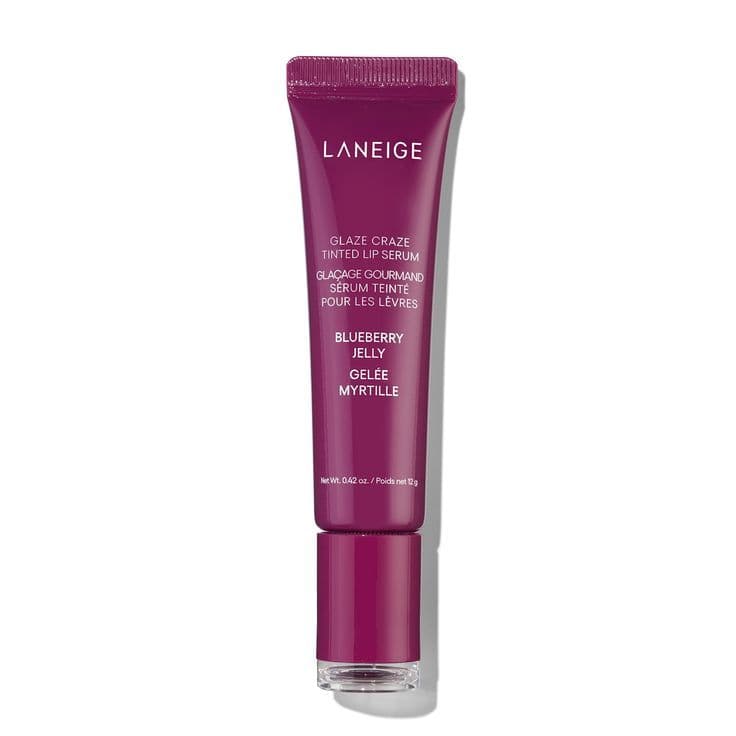 LANEIGE
GLAZE CRAZE
TINTED LIP SERUM
GLAÇAGE GOURMAND
SÉRUM TEINTÉ
POUR LES LÈVRES
BLUEBERRY
JELLY
GELÉE
MYRTILLE
Net Wt. 0.42 oz. / Poids net 12 g